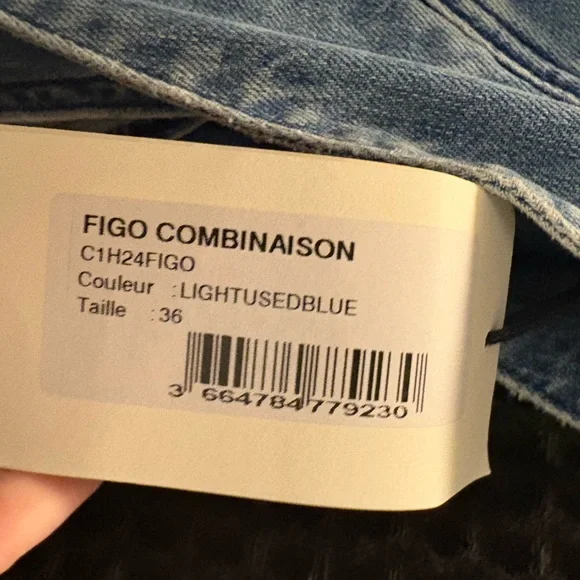 FIGO COMBINAISON
C1H24FIGO
Couleur :LIGHTUSEDBLUE
Taille :36
3 664784 779230